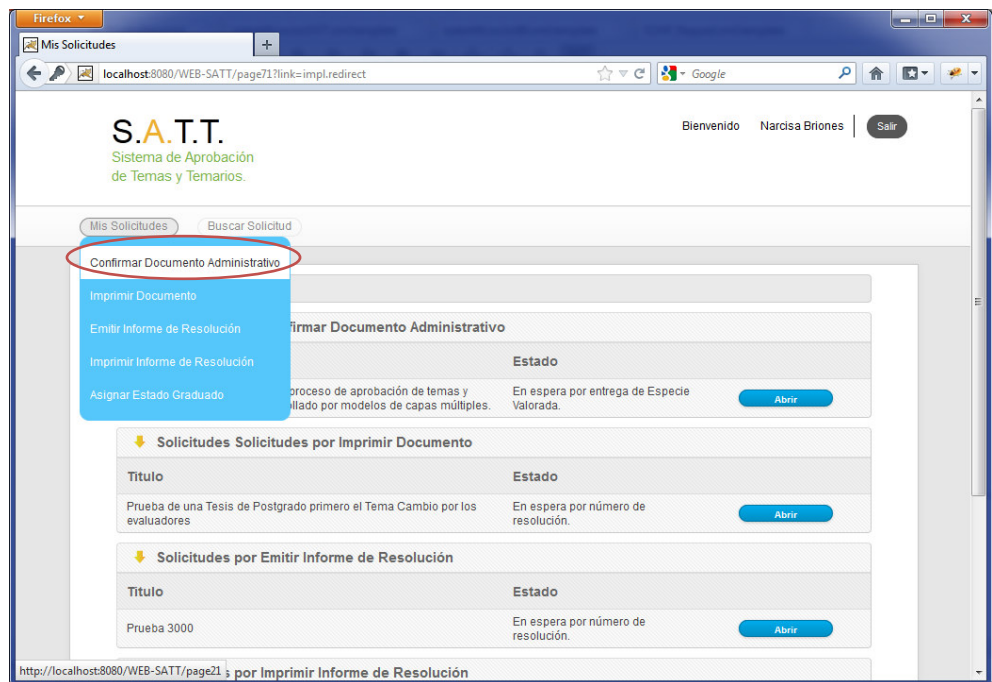 Firefox
Mis Solicitudes
localhost:8080/WEB-SATT/page71?link=impl.redirect
Google
S.A.T.T.
Sistema de Aprobación
de Temas y Temarios.
Bienvenido Narcisa Briones Salir
Mis Solicitudes Buscar Solicitud
Confirmar Documento Administrativo
Imprimir Documento
Emitir Informe de Resolución
Imprimir Informe de Resolución
Asignar Estado Graduado
firmar Documento Administrativo
Estado
proceso de aprobación de temas y
llado por modelos de capas múltiples.
En espera por entrega de Especie
Valorada.
Abrir
Solicitudes Solicitudes por Imprimir Documento
Titulo Estado
Prueba de una Tesis de Postgrado primero el Tema Cambio por los
evaluadores
En espera por número de
resolución.
Abrir
Solicitudes por Emitir Informe de Resolución
Titulo Estado
Prueba 3000
En espera por número de
resolución.
Abrir
http://localhost:8080/WEB-SATT/page21
s por Imprimir Informe de Resolución